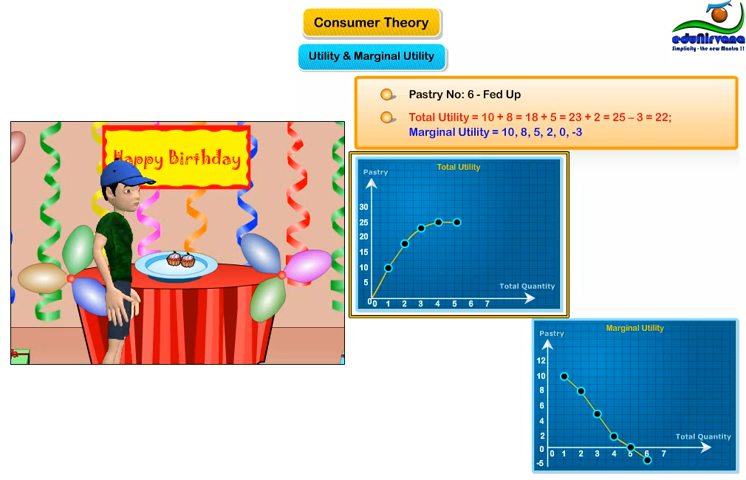 Consumer Theory
Utility & Marginal Utility
eduNirvana
Simplicity - the new Mantra !!
Pastry No: 6 - Fed Up
Total Utility = 10 + 8 = 18 + 5 = 23 + 2 = 25 – 3 = 22;
Marginal Utility = 10, 8, 5, 2, 0, -3
Happy Birthday
Total Utility
Pastry
30
25
20
15
10
5
0
0 1 2 3 4 5 6 7
Total Quantity
Marginal Utility
Pastry
12
10
8
6
4
2
0
-5
0 1 2 3 4 5 6 7
Total Quantity